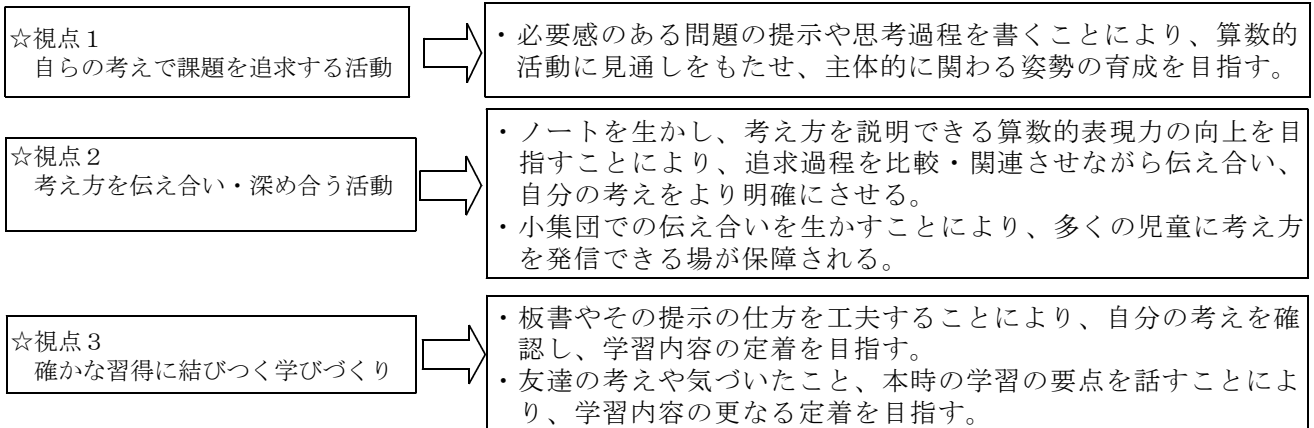 ☆視点１
自らの考えで課題を追求する活動
・必要感のある問題の提示や思考過程を書くことにより、算数的
活動に見通しをもたせ、主体的に関わる姿勢の育成を目指す。
☆視点２
考え方を伝え合い・深め合う活動
・ノートを生かし、考え方を説明できる算数的表現力の向上を目
指すことにより、追求過程を比較・関連させながら伝え合い、
自分の考えをより明確にさせる。
・小集団での伝え合いを生かすことにより、多くの児童に考え方
を発信できる場が保障される。
☆視点３
確かな習得に結びつく学びづくり
・板書やその提示の仕方を工夫することにより、自分の考えを確
認し、学習内容の定着を目指す。
・友達の考えや気づいたこと、本時の学習の要点を話すことによ
り、学習内容の更なる定着を目指す。